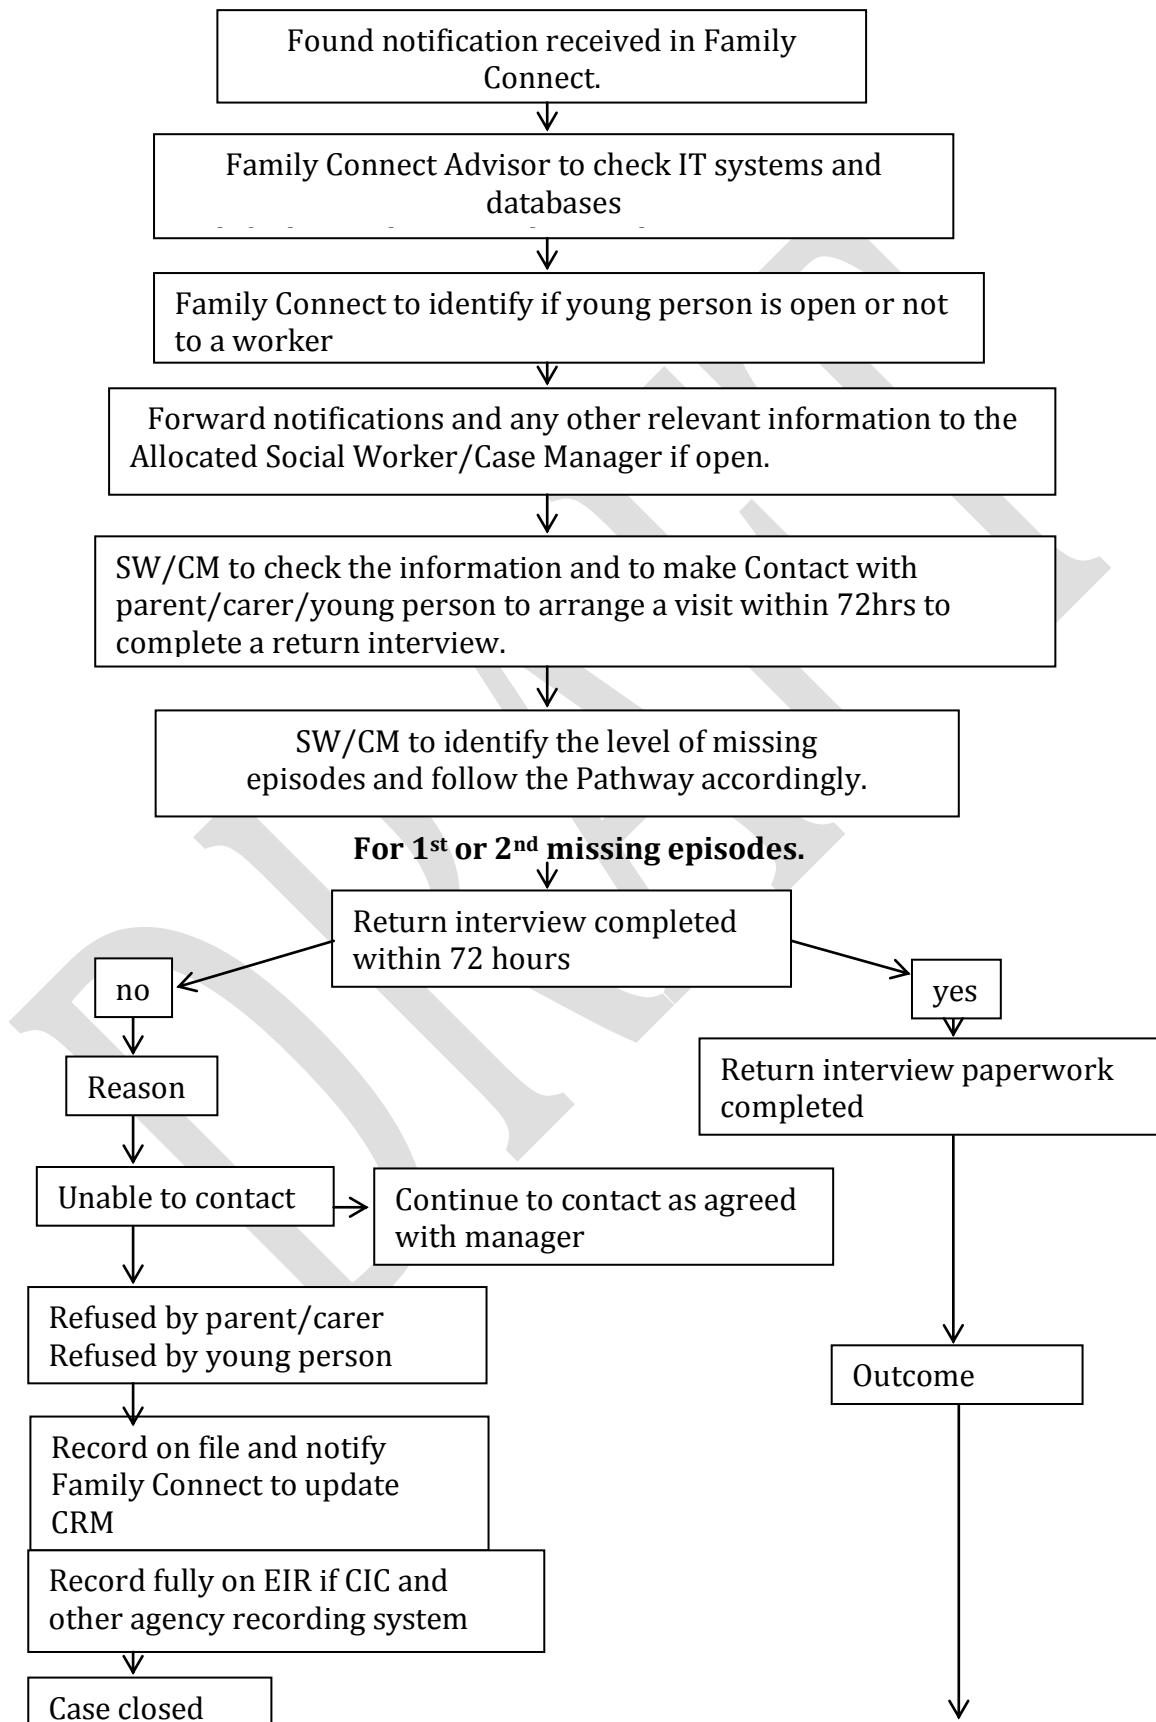 Found notification received in Family
Connect.
Family Connect Advisor to check IT systems and
databases
Family Connect to identify if young person is open or not
to a worker
Forward notifications and any other relevant information to the
Allocated Social Worker/Case Manager if open.
SW/CM to check the information and to make Contact with
parent/carer/young person to arrange a visit within 72hrs to
complete a return interview.
SW/CM to identify the level of missing
episodes and follow the Pathway accordingly.
For 1st or 2nd missing episodes.
Return interview completed
within 72 hours
no
yes
Reason
Return interview paperwork
completed
Unable to contact
Continue to contact as agreed
with manager
Refused by parent/carer
Refused by young person
Outcome
Record on file and notify
Family Connect to update
CRM
Record fully on EIR if CIC and
other agency recording system
Case closed
DRAFT